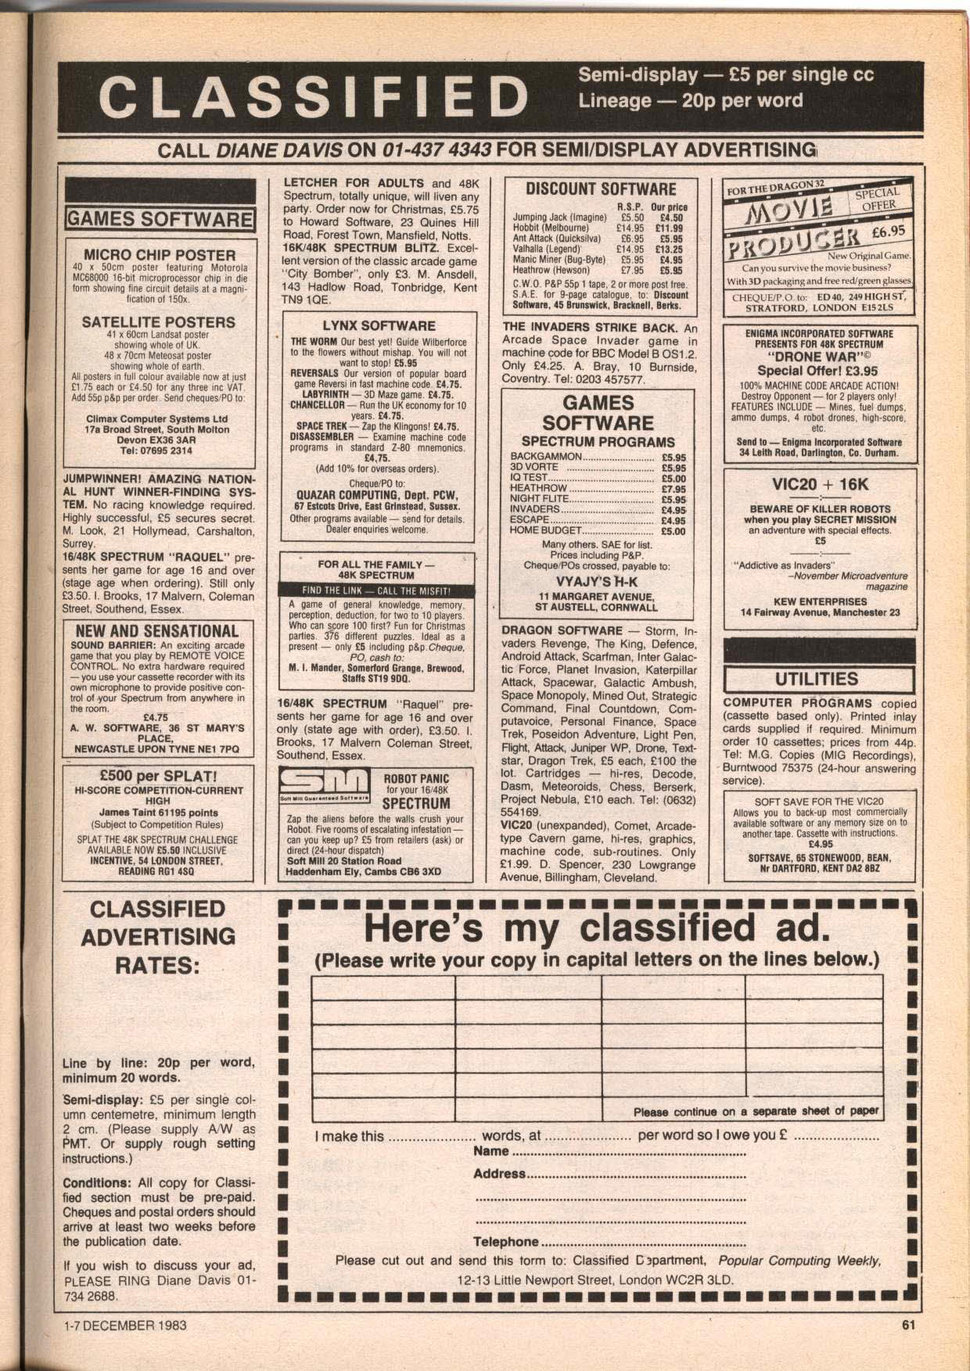 CLASSIFIED
Semi-display — £5 per single cc
Lineage — 20p per word
CALL DIANE DAVIS ON 01-437 4343 FOR SEMI/DISPLAY ADVERTISING
GAMES SOFTWARE
MICRO CHIP POSTER
40 x 50cm poster featuring Motorola
MC68000 16-bit microprocessor chip in die
form showing fine circuit details at a magni-
fication of 150x.
SATELLITE POSTERS
41 x 60cm Landsat poster
showing whole of UK.
48 x 70cm Meteosat poster
showing whole of earth.
All posters in full colour available now at just
£1.75 each or £4.50 for any three inc VAT.
Add 55p p&p per order. Send cheques/PO to:
Climax Computer Systems Ltd
17a Broad Street, South Molton
Devon EX36 3AR
Tel: 07695 2314
JUMPWINNER! AMAZING NATION-
AL HUNT WINNER-FINDING SYS-
TEM. No racing knowledge required.
Highly successful, £5 secures secret.
M. Look, 21 Hollymead, Carshalton,
Surrey.
16/48K SPECTRUM "RAQUEL" pre-
sents her game for age 16 and over
(stage age when ordering). Still only
£3.50. I. Brooks, 17 Malvern, Coleman
Street, Southend, Essex.
NEW AND SENSATIONAL
SOUND BARRIER: An exciting arcade
game that you play by REMOTE VOICE
CONTROL. No extra hardware required
— you use your cassette recorder with its
own microphone to provide positive con-
trol of your Spectrum from anywhere in
the room.
£4.75
A. W. SOFTWARE, 36 ST MARY'S
PLACE,
NEWCASTLE UPON TYNE NE1 7PQ
£500 per SPLAT!
HI-SCORE COMPETITION-CURRENT
HIGH
James Taint 61195 points
(Subject to Competition Rules)
SPLAT THE 48K SPECTRUM CHALLENGE
AVAILABLE NOW £5.50 INCLUSIVE
INCENTIVE, 54 LONDON STREET,
READING RG1 4SQ
LETCHER FOR ADULTS and 48K
Spectrum, totally unique, will liven any
party. Order now for Christmas, £5.75
to Howard Software, 23 Quines Hill
Road, Forest Town, Mansfield, Notts.
16K/48K SPECTRUM BLITZ. Excel-
lent version of the classic arcade game
"City Bomber", only £3. M. Ansdell,
143 Hadlow Road, Tonbridge, Kent
TN9 1QE.
LYNX SOFTWARE
THE WORM Our best yet! Guide Wilberforce
to the flowers without mishap. You will not
want to stop! £5.95
REVERSALS Our version of popular board
game Reversi in fast machine code. £4.75.
LABYRINTH — 3D Maze game. £4.75.
CHANCELLOR — Run the UK economy for 10
years. £4.75.
SPACE TREK — Zap the Klingons! £4.75.
DISASSEMBLER — Examine machine code
programs in standard Z-80 mnemonics.
£4.75.
(Add 10% for overseas orders).
Cheque/PO to:
QUAZAR COMPUTING, Dept. PCW,
67 Estcots Drive, East Grinstead, Sussex.
Other programs available — send for details.
Dealer enquiries welcome.
FOR ALL THE FAMILY —
48K SPECTRUM
FIND THE LINK — CALL THE MISFIT!
A game of general knowledge, memory,
perception, deduction, for two to 10 players.
Who can score 100 first? Fun for Christmas
parties. 376 different puzzles. Ideal as a
present — only £5 including p&p Cheque,
PO, cash to:
M. I. Mander, Somerford Grange, Brewood,
Staffs ST19 9DQ.
16/48K SPECTRUM "Raquel" pre-
sents her game for age 16 and over
only (state age with order), £3.50. I.
Brooks, 17 Malvern Coleman Street,
Southend, Essex.
SM
Soft Mill Guaranteed Software
ROBOT PANIC
for your 16/48K
SPECTRUM
Zap the aliens before the walls crush your
Robot. Five rooms of escalating infestation —
can you keep up? £5 from retailers (ask) or
direct (24-hour dispatch)
Soft Mill 20 Station Road
Haddenham Ely, Cambs CB6 3XD
DISCOUNT SOFTWARE
R.S.P. Our price
Jumping Jack (Imagine) £5.50 £4.50
Hobbit (Melbourne) £14.95 £11.99
Ant Attack (Quicksilva) £6.95 £5.95
Valhalla (Legend) £14.95 £13.25
Manic Miner (Bug-Byte) £5.95 £4.95
Heathrow (Hewson) £7.95 £5.95
C.W.O. P&P 55p 1 tape, 2 or more post free.
S.A.E. for 9-page catalogue, to: Discount
Software, 45 Brunswick, Bracknell, Berks.
THE INVADERS STRIKE BACK. An
Arcade Space Invader game in
machine code for BBC Model B OS1.2.
Only £4.25. A. Bray, 10 Burnside,
Coventry. Tel: 0203 457577.
GAMES
SOFTWARE
SPECTRUM PROGRAMS
BACKGAMMON........................ £5.95
3D VORTE ............................ £5.95
IQ TEST................................ £5.00
HEATHROW........................... £7.95
NIGHT FLITE.......................... £5.95
INVADERS............................. £4.95
ESCAPE................................ £4.95
HOME BUDGET...................... £5.00
Many others. SAE for list.
Prices including P&P.
Cheque/POs crossed, payable to:
VYAJY'S H-K
11 MARGARET AVENUE,
ST AUSTELL, CORNWALL
DRAGON SOFTWARE — Storm, In-
vaders Revenge, The King, Defence,
Android Attack, Scarfman, Inter Galac-
tic Force, Planet Invasion, Katerpillar
Attack, Spacewar, Galactic Ambush,
Space Monopoly, Mined Out, Strategic
Command, Final Countdown, Com-
putavoice, Personal Finance, Space
Trek, Poseidon Adventure, Light Pen,
Flight, Attack, Juniper WP, Drone, Text-
star, Dragon Trek, £5 each, £100 the
lot. Cartridges — hi-res, Decode,
Dasm, Meteoroids, Chess, Berserk,
Project Nebula, £10 each. Tel: (0632)
554169.
VIC20 (unexpanded), Comet, Arcade-
type Cavern game, hi-res, graphics,
machine code, sub-routines. Only
£1.99. D. Spencer, 230 Lowgrange
Avenue, Billingham, Cleveland.
FOR THE DRAGON 32
SPECIAL
OFFER
MOVIE
PRODUCER £6.95
New Original Game.
Can you survive the movie business?
With 3D packaging and free red/green glasses
CHEQUE/P.O. to: ED 40, 249 HIGH ST,
STRATFORD, LONDON E15 2LS
ENIGMA INCORPORATED SOFTWARE
PRESENTS FOR 48K SPECTRUM
"DRONE WAR"©
Special Offer! £3.95
100% MACHINE CODE ARCADE ACTION!
Destroy Opponent — for 2 players only!
FEATURES INCLUDE — Mines, fuel dumps,
ammo dumps, 4 robot drones, high-score,
etc.
Send to — Enigma Incorporated Software
34 Leith Road, Darlington, Co. Durham.
VIC20 + 16K
BEWARE OF KILLER ROBOTS
when you play SECRET MISSION
an adventure with special effects.
£5
"Addictive as Invaders"
—November Microadventure
magazine
KEW ENTERPRISES
14 Fairway Avenue, Manchester 23
UTILITIES
COMPUTER PROGRAMS copied
(cassette based only). Printed inlay
cards supplied if required. Minimum
order 10 cassettes; prices from 44p.
Tel: M.G. Copies (MIG Recordings),
Burntwood 75375 (24-hour answering
service).
SOFT SAVE FOR THE VIC20
Allows you to back-up most commercially
available software or any memory size on to
another tape. Cassette with instructions.
£4.95
SOFTSAVE, 65 STONEWOOD, BEAN,
Nr DARTFORD, KENT DA2 8BZ
CLASSIFIED
ADVERTISING
RATES:
Line by line: 20p per word,
minimum 20 words.
Semi-display: £5 per single col-
umn centemetre, minimum length
2 cm. (Please supply A/W as
PMT. Or supply rough setting
instructions.)
Conditions: All copy for Classi-
fied section must be pre-paid.
Cheques and postal orders should
arrive at least two weeks before
the publication date.
If you wish to discuss your ad,
PLEASE RING Diane Davis 01-
734 2688.
Here's my classified ad.
(Please write your copy in capital letters on the lines below.)
Please continue on a separate sheet of paper
I make this ...................... words, at ...................... per word so I owe you £ ......................
Name ............................................................
Address.........................................................
Telephone......................................................
Please cut out and send this form to: Classified Department, Popular Computing Weekly,
12-13 Little Newport Street, London WC2R 3LD.
1-7 DECEMBER 1983
61